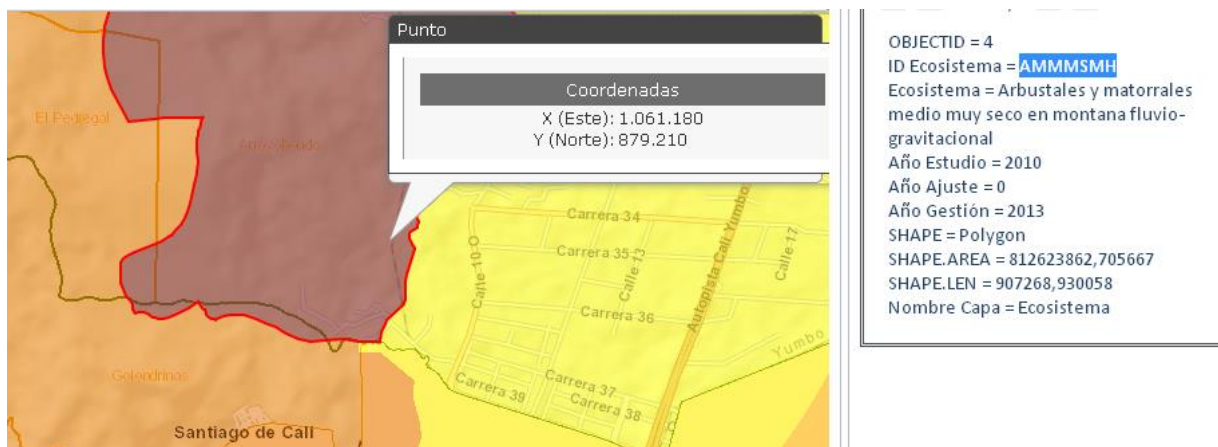 Punto
Coordenadas
X (Este): 1.061.180
Y (Norte): 879.210
El Pedregal
Arroyohondo
Carrera 34
Carrera 35
Calle 10 O
Calle 13
Calle 17
Autopista Cali Yumbo
Carrera 36
Yumbo
Golondrinas
Carrera 37
Carrera 39
Carrera 38
Santiago de Cali
OBJECTID = 4
ID Ecosistema = AMMMSMH
Ecosistema = Arbustales y matorrales
medio muy seco en montana fluvio-
gravitacional
Año Estudio = 2010
Año Ajuste = 0
Año Gestión = 2013
SHAPE = Polygon
SHAPE.AREA = 812623862,705667
SHAPE.LEN = 907268,930058
Nombre Capa = Ecosistema